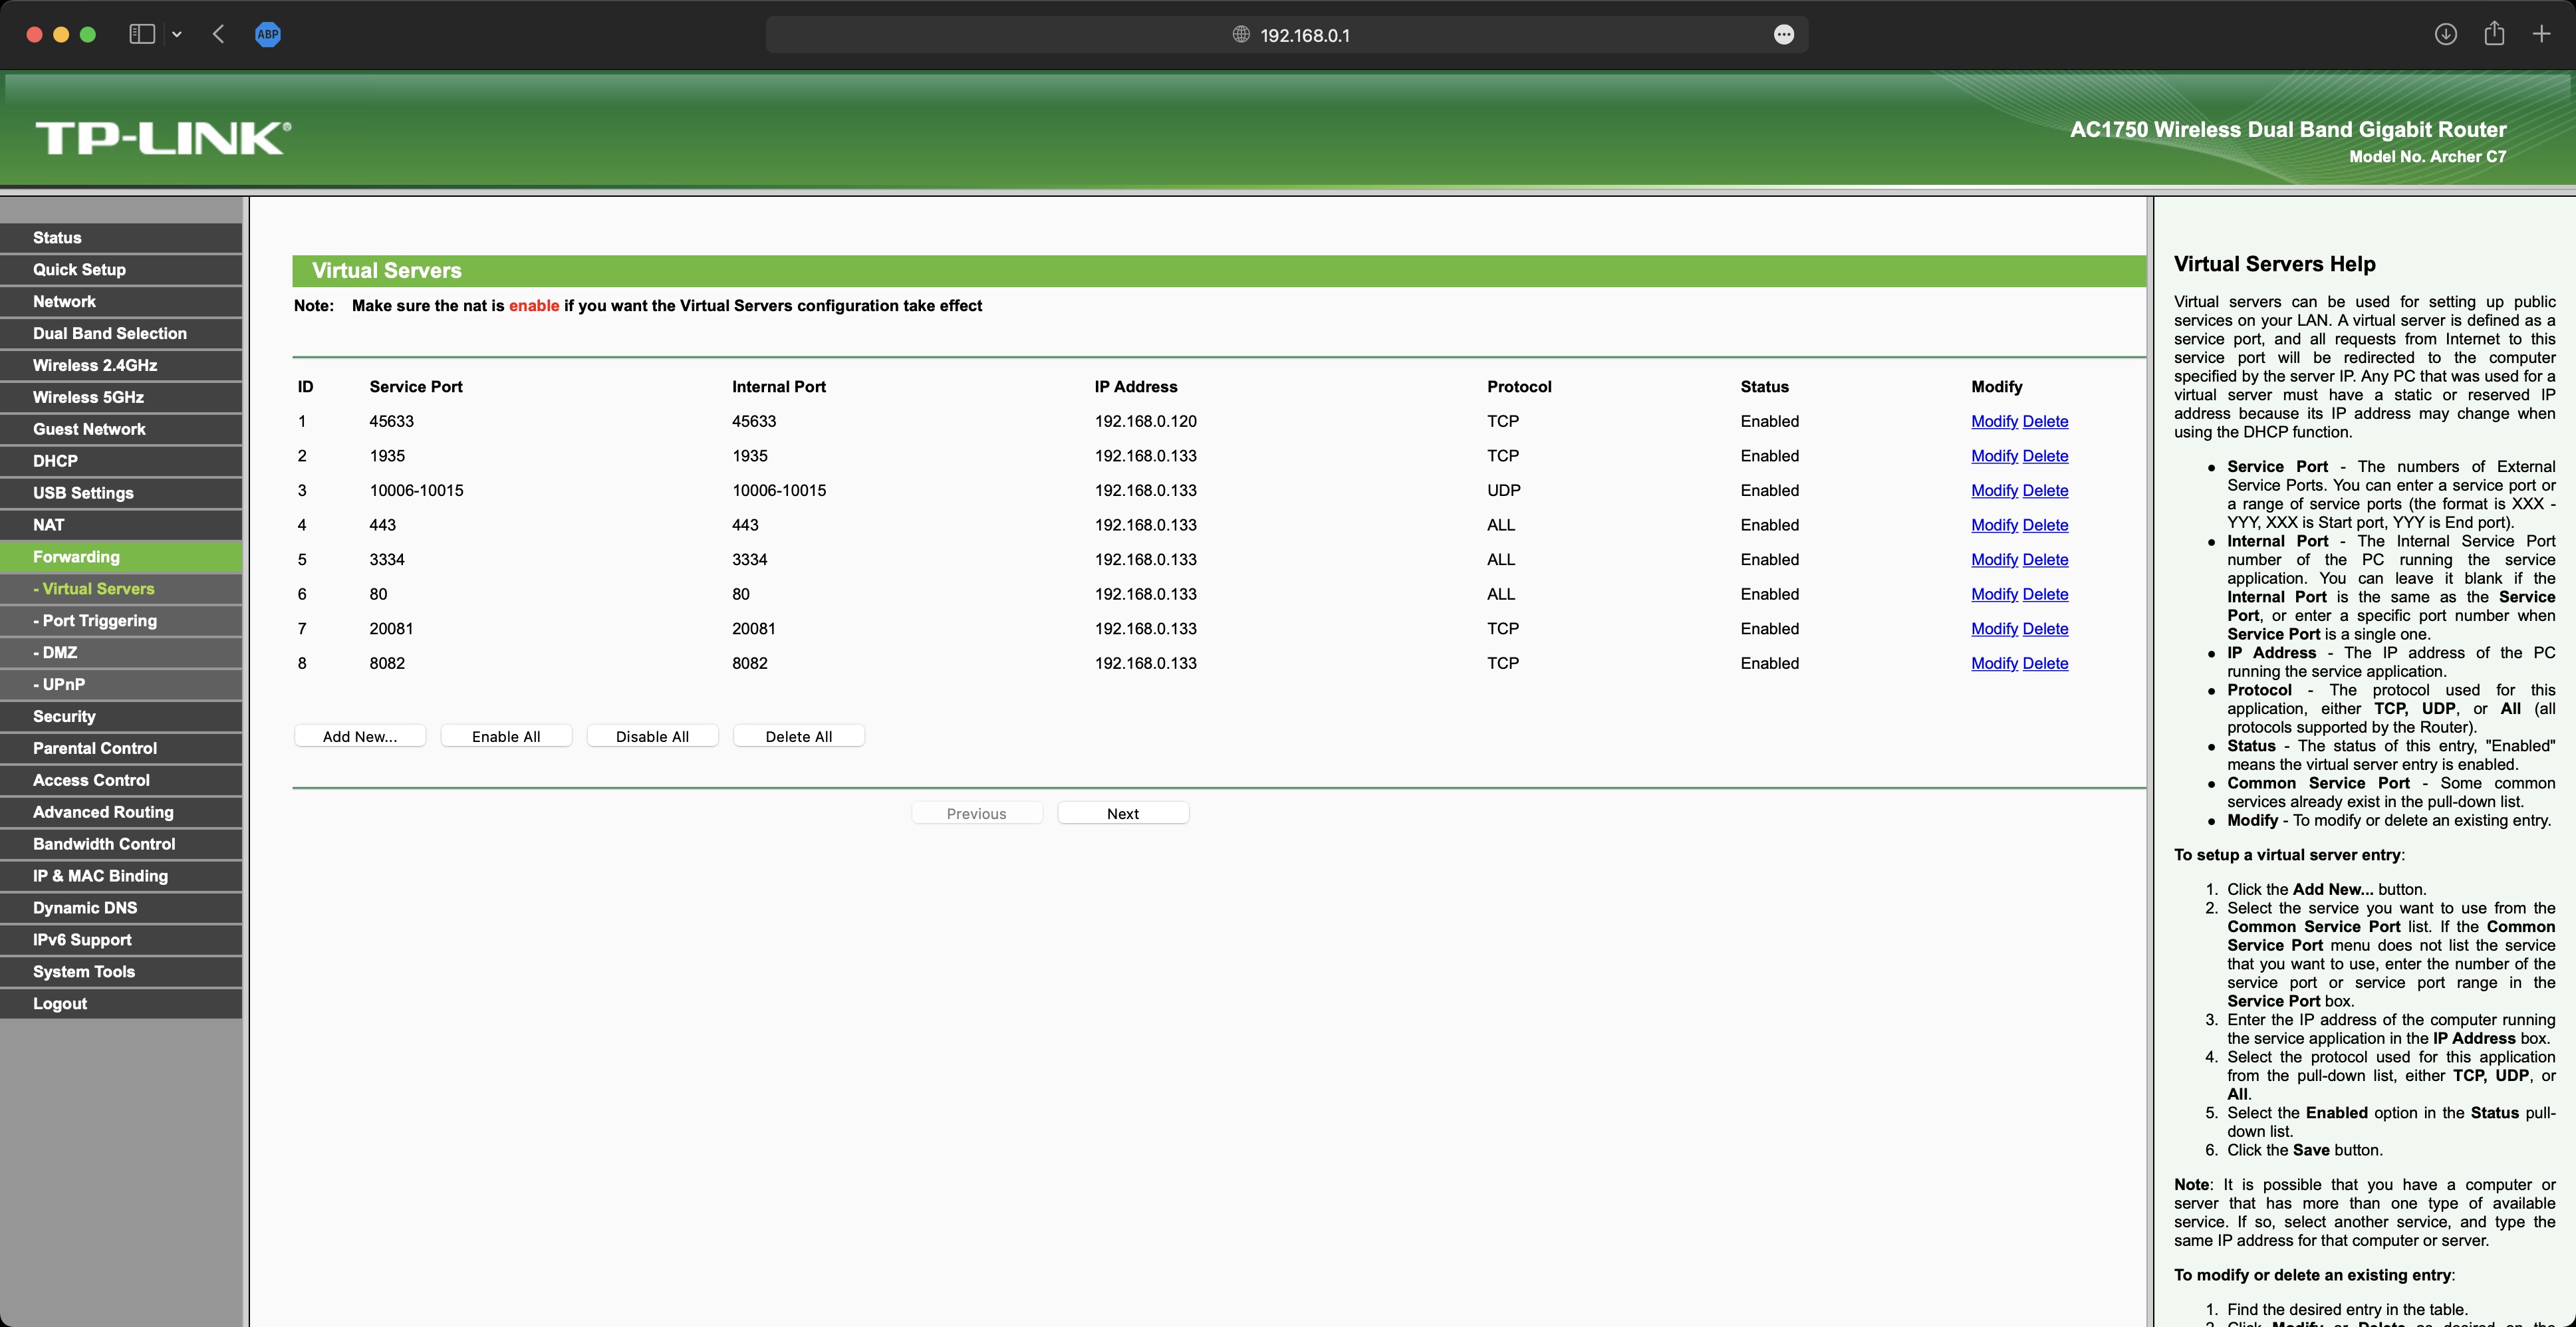 ABP
192.168.0.1
TP-LINK®
AC1750 Wireless Dual Band Gigabit Router
Model No. Archer C7
Status
Quick Setup
Network
Dual Band Selection
Wireless 2.4GHz
Wireless 5GHz
Guest Network
DHCP
USB Settings
NAT
Forwarding
- Virtual Servers
- Port Triggering
- DMZ
- UPnP
Security
Parental Control
Access Control
Advanced Routing
Bandwidth Control
IP & MAC Binding
Dynamic DNS
IPv6 Support
System Tools
Logout
Virtual Servers
Note: Make sure the nat is enable if you want the Virtual Servers configuration take effect
ID Service Port Internal Port IP Address Protocol Status Modify
1 45633 45633 192.168.0.120 TCP Enabled Modify Delete
2 1935 1935 192.168.0.133 TCP Enabled Modify Delete
3 10006-10015 10006-10015 192.168.0.133 UDP Enabled Modify Delete
4 443 443 192.168.0.133 ALL Enabled Modify Delete
5 3334 3334 192.168.0.133 ALL Enabled Modify Delete
6 80 80 192.168.0.133 ALL Enabled Modify Delete
7 20081 20081 192.168.0.133 TCP Enabled Modify Delete
8 8082 8082 192.168.0.133 TCP Enabled Modify Delete
Add New... Enable All Disable All Delete All
Previous Next
Virtual Servers Help
Virtual servers can be used for setting up public
services on your LAN. A virtual server is defined as a
service port, and all requests from Internet to this
service port will be redirected to the computer
specified by the server IP. Any PC that was used for a
virtual server must have a static or reserved IP
address because its IP address may change when
using the DHCP function.
• Service Port - The numbers of External
Service Ports. You can enter a service port or
a range of service ports (the format is XXX -
YYY, XXX is Start port, YYY is End port).
• Internal Port - The Internal Service Port
number of the PC running the service
application. You can leave it blank if the
Internal Port is the same as the Service
Port, or enter a specific port number when
Service Port is a single one.
• IP Address - The IP address of the PC
running the service application.
• Protocol - The protocol used for this
application, either TCP, UDP, or All (all
protocols supported by the Router).
• Status - The status of this entry, "Enabled"
means the virtual server entry is enabled.
• Common Service Port - Some common
services already exist in the pull-down list.
• Modify - To modify or delete an existing entry.
To setup a virtual server entry:
1. Click the Add New... button.
2. Select the service you want to use from the
Common Service Port list. If the Common
Service Port menu does not list the service
that you want to use, enter the number of the
service port or service port range in the
Service Port box.
3. Enter the IP address of the computer running
the service application in the IP Address box.
4. Select the protocol used for this application
from the pull-down list, either TCP, UDP, or
All.
5. Select the Enabled option in the Status pull-
down list.
6. Click the Save button.
Note: It is possible that you have a computer or
server that has more than one type of available
service. If so, select another service, and type the
same IP address for that computer or server.
To modify or delete an existing entry:
1. Find the desired entry in the table.
2. Click Modify or Delete as desired on the